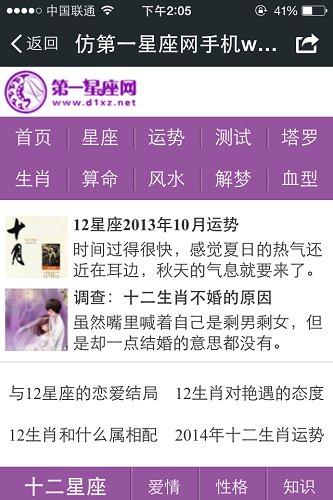 中国联通 下午2:05 41%
返回 仿第一星座网手机w...
第一星座网
www.d1xz.net
首页 星座 运势 测试 塔罗
生肖 算命 风水 解梦 血型
十月
12星座2013年10月运势
时间过得很快，感觉夏日的热气还
近在耳边，秋天的气息就要来了。
调查：十二生肖不婚的原因
虽然嘴里喊着自己是剩男剩女，但
是却一点结婚的意思都没有。
与12星座的恋爱结局 12生肖对艳遇的态度
12生肖和什么属相配 2014年十二生肖运势
十二星座 爱情 性格 知识